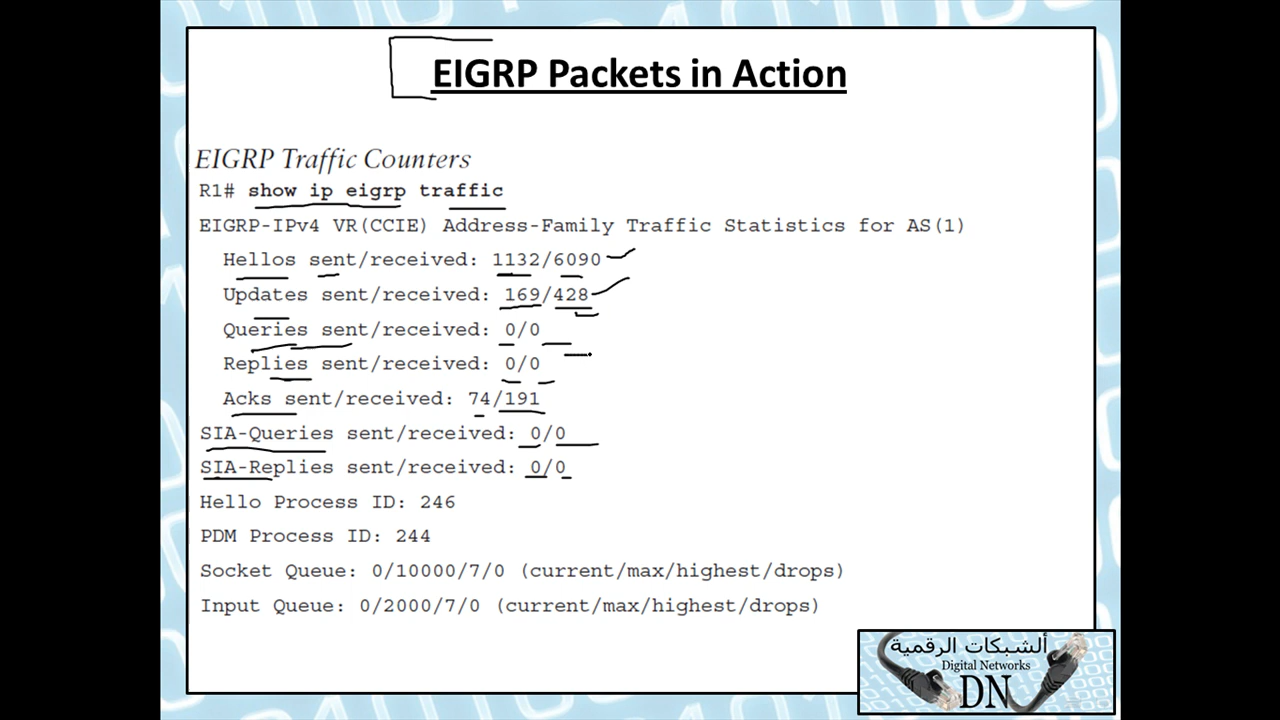 EIGRP Packets in Action
EIGRP Traffic Counters
R1# show ip eigrp traffic
EIGRP-IPv4 VR(CCIE) Address-Family Traffic Statistics for AS(1)
Hellos sent/received: 1132/6090
Updates sent/received: 169/428
Queries sent/received: 0/0
Replies sent/received: 0/0
Acks sent/received: 74/191
SIA-Queries sent/received: 0/0
SIA-Replies sent/received: 0/0
Hello Process ID: 246
PDM Process ID: 244
Socket Queue: 0/10000/7/0 (current/max/highest/drops)
Input Queue: 0/2000/7/0 (current/max/highest/drops)
ألشبكات الرقمية
Digital Networks
DN